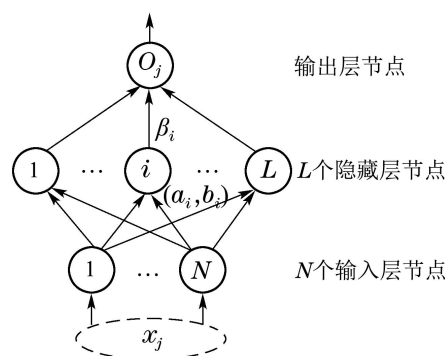 O_j 输出层节点
β_i
1 … i … L L个隐藏层节点
(a_i,b_i)
1 … N N个输入层节点
x_j